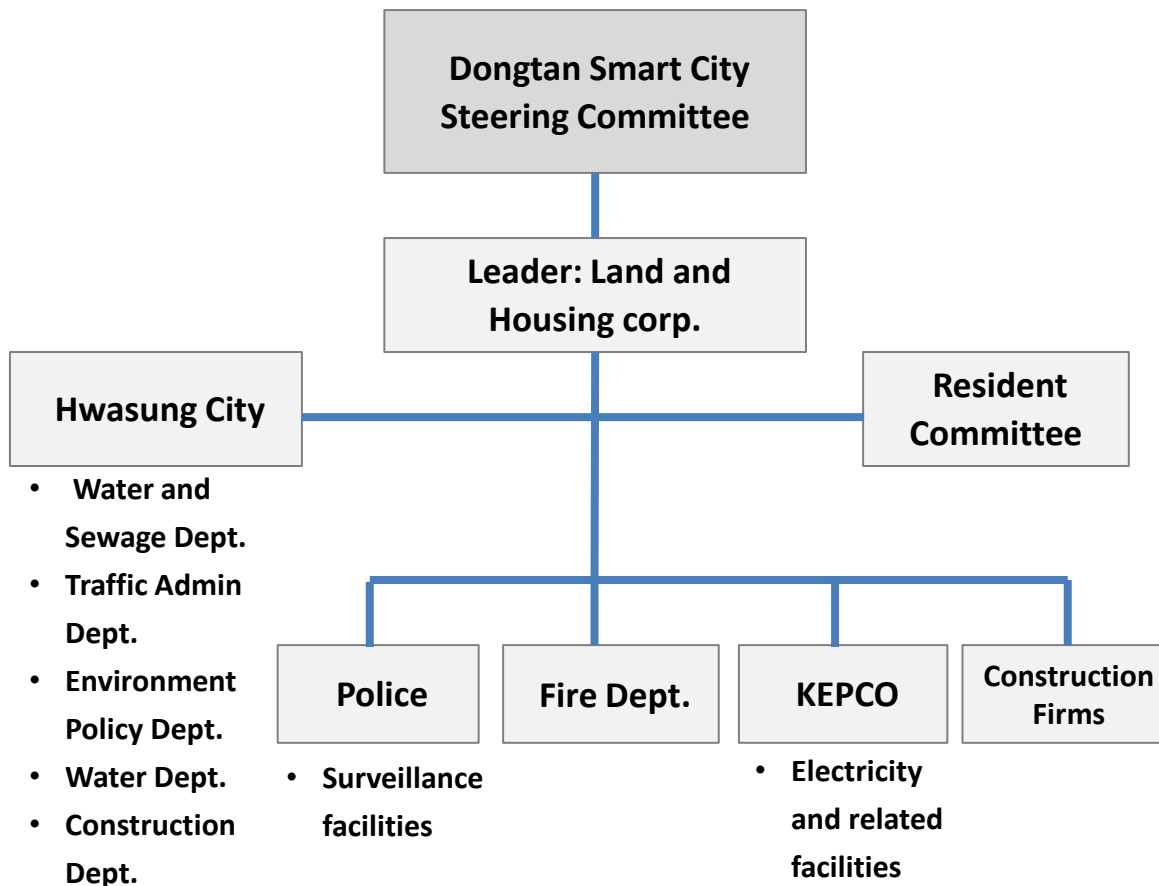 Dongtan Smart City
Steering Committee
Leader: Land and
Housing corp.
Hwasung City
Resident
Committee
• Water and
Sewage Dept.
• Traffic Admin
Dept.
• Environment
Policy Dept.
• Water Dept.
• Construction
Dept.
Police
Fire Dept.
KEPCO
Construction
Firms
• Surveillance
facilities
• Electricity
and related
facilities